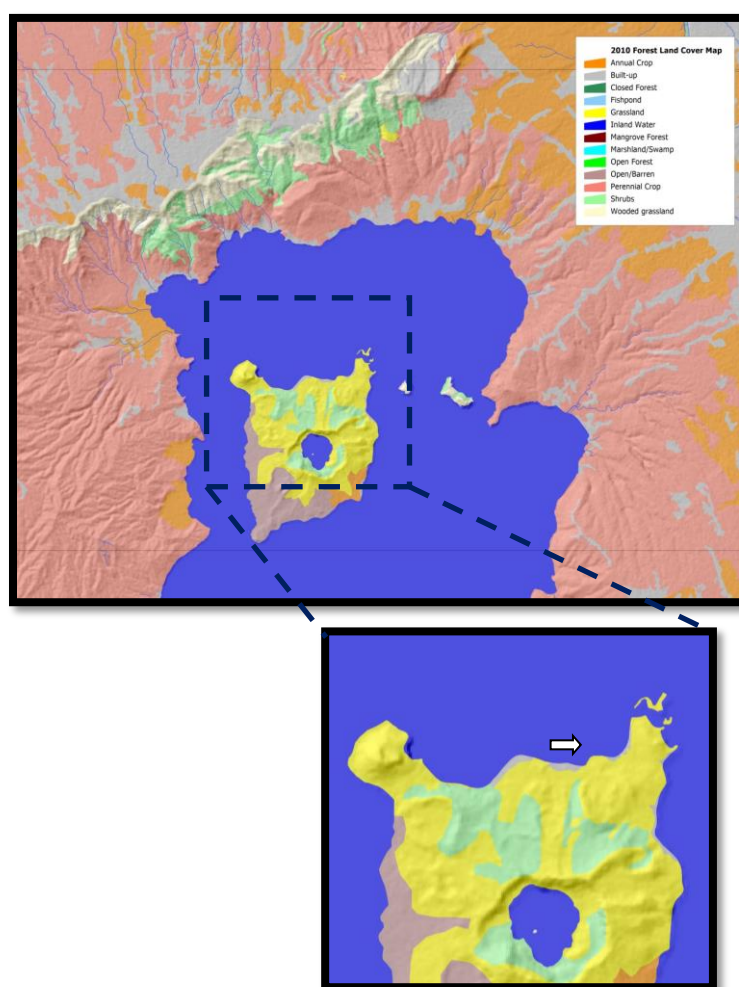 2010 Forest Land Cover Map
Annual Crop
Built-up
Closed Forest
Fishpond
Grassland
Inland Water
Mangrove Forest
Marshland/Swamp
Open Forest
Open/Barren
Perennial Crop
Shrubs
Wooded grassland